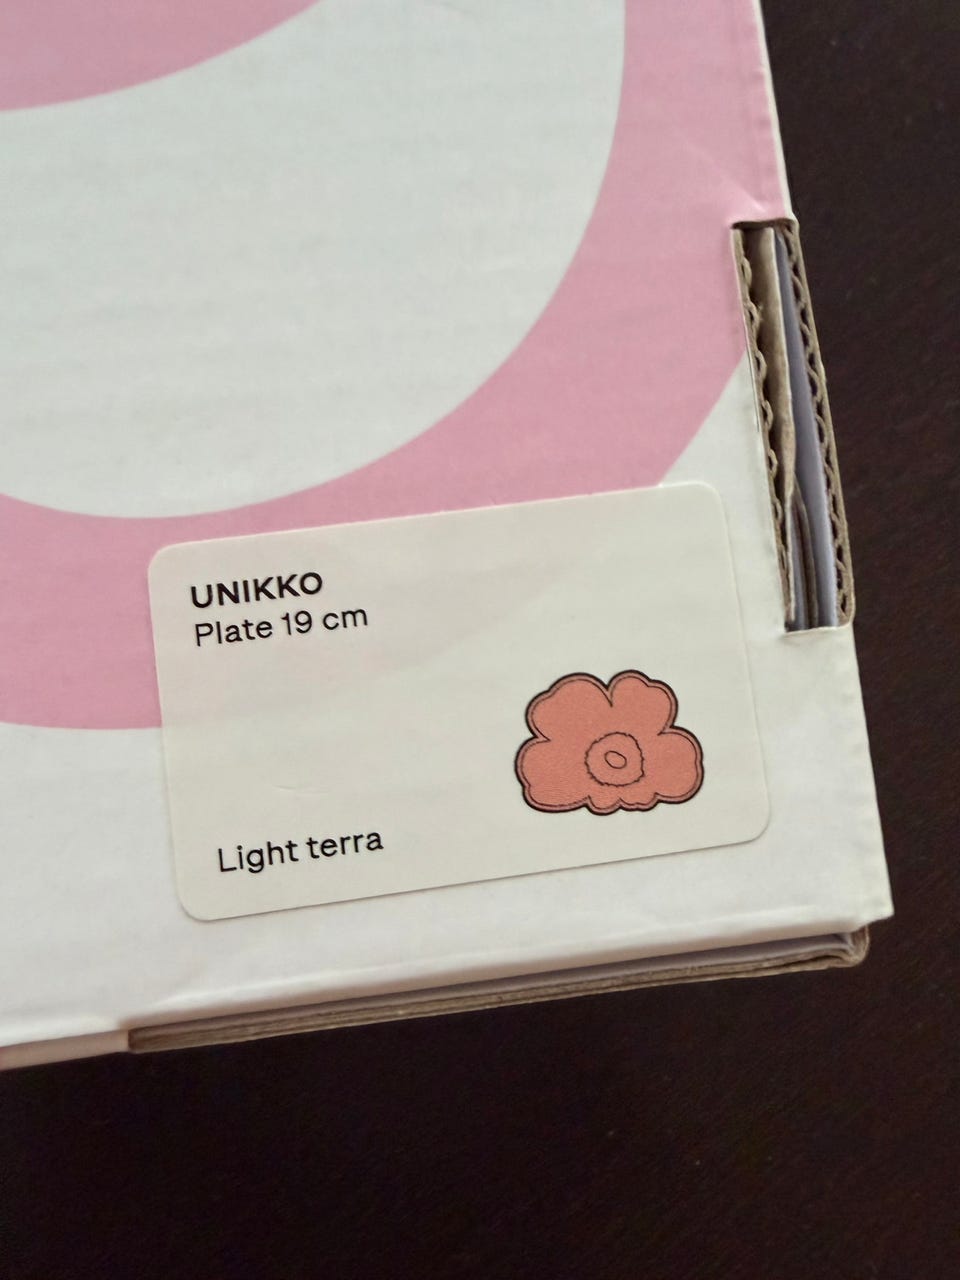 UNIKKO
Plate 19 cm
Light terra